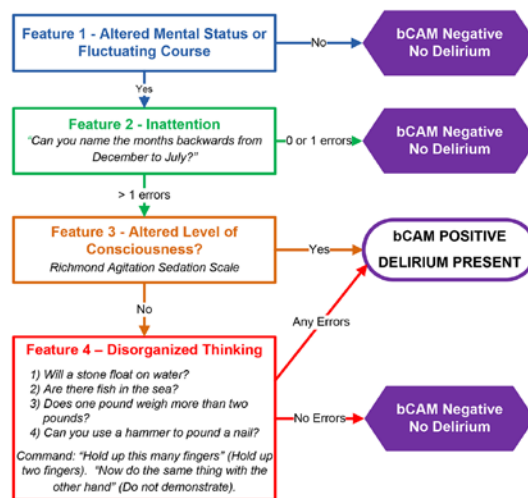 Feature 1 - Altered Mental Status or
Fluctuating Course
No
bCAM Negative
No Delirium
Yes
Feature 2 - Inattention
“Can you name the months backwards from
December to July?”
0 or 1 errors
bCAM Negative
No Delirium
> 1 errors
Feature 3 - Altered Level of
Consciousness?
Richmond Agitation Sedation Scale
Yes
bCAM POSITIVE
DELIRIUM PRESENT
No
Any Errors
Feature 4 – Disorganized Thinking
1) Will a stone float on water?
2) Are there fish in the sea?
3) Does one pound weigh more than two
pounds?
4) Can you use a hammer to pound a nail?
Command: “Hold up this many fingers” (Hold up
two fingers). “Now do the same thing with the
other hand” (Do not demonstrate).
No Errors
bCAM Negative
No Delirium